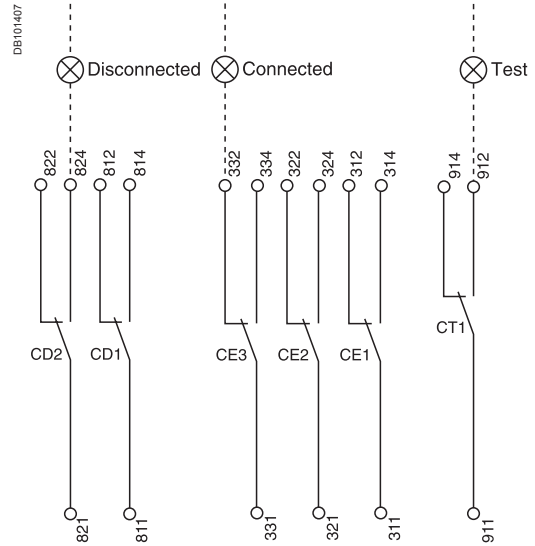 DB101407
Disconnected
Connected
Test
822
824
812
814
332
334
322
324
312
314
914
912
CD2
CD1
CE3
CE2
CE1
CT1
821
811
331
321
311
911